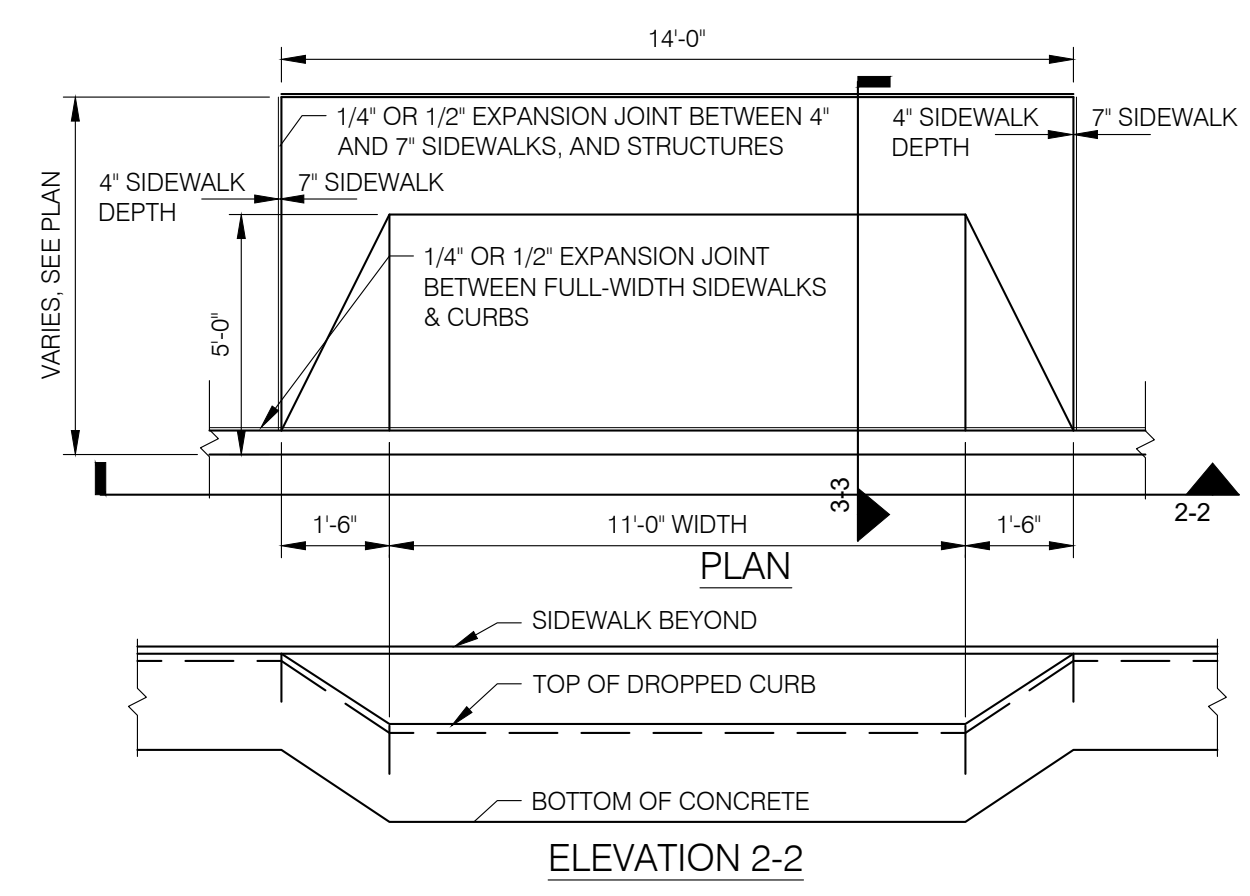 14'-0"
1/4" OR 1/2" EXPANSION JOINT BETWEEN 4"
AND 7" SIDEWALKS, AND STRUCTURES
4" SIDEWALK
DEPTH
7" SIDEWALK
4" SIDEWALK
DEPTH
7" SIDEWALK
VARIES, SEE PLAN
5'-0"
1/4" OR 1/2" EXPANSION JOINT
BETWEEN FULL-WIDTH SIDEWALKS
& CURBS
3-3
2-2
1'-6"
11'-0" WIDTH
1'-6"
PLAN
SIDEWALK BEYOND
TOP OF DROPPED CURB
BOTTOM OF CONCRETE
ELEVATION 2-2